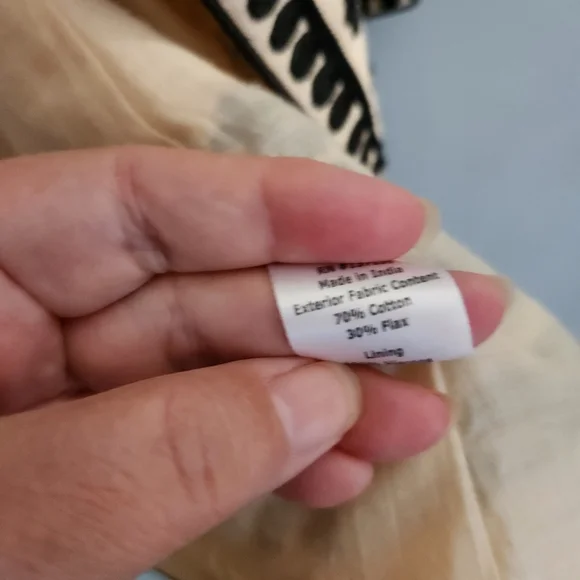 Made in India
Exterior Fabric Content
70% Cotton
30% Flax
Lining